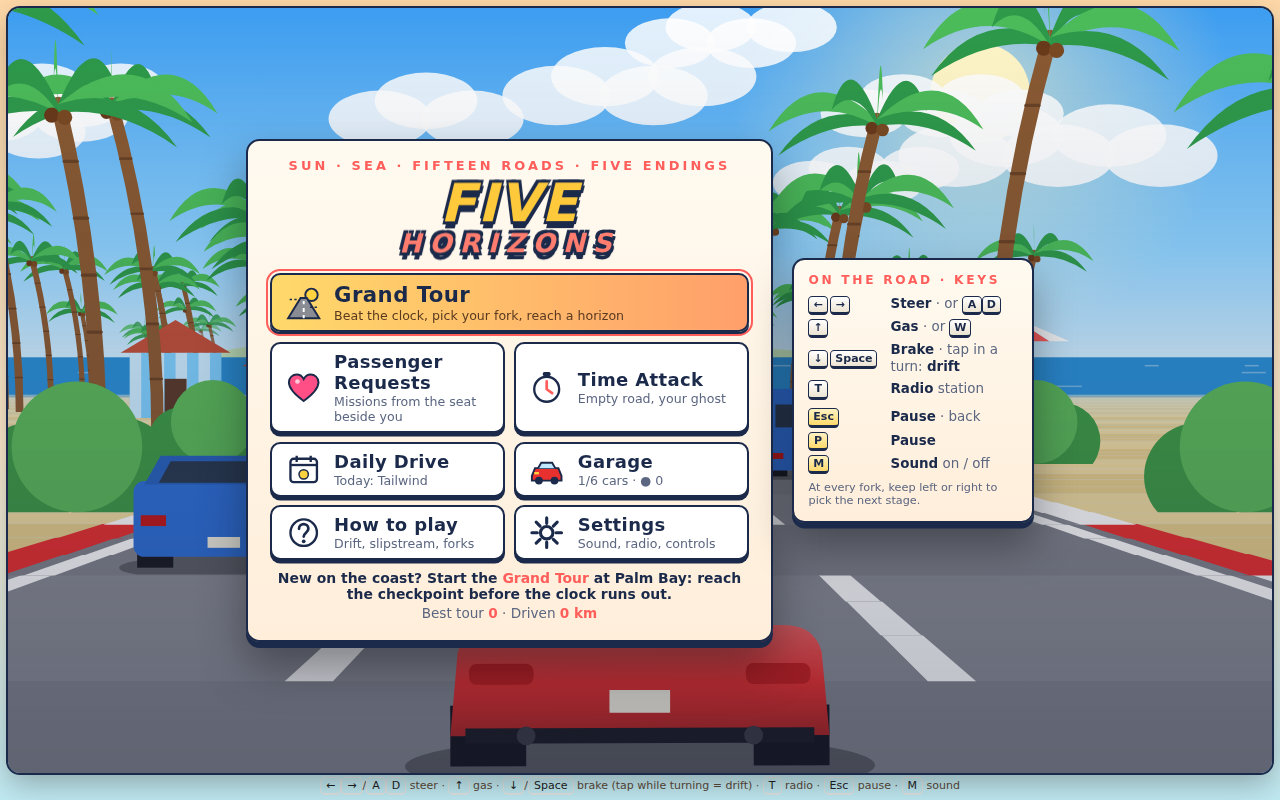 SUN · SEA · FIFTEEN ROADS · FIVE ENDINGS
FIVE
HORIZONS
Grand Tour
Beat the clock, pick your fork, reach a horizon
Passenger
Requests
Missions from the seat
beside you
Time Attack
Empty road, your ghost
Daily Drive
Today: Tailwind
Garage
1/6 cars · ● 0
How to play
Drift, slipstream, forks
Settings
Sound, radio, controls
New on the coast? Start the Grand Tour at Palm Bay: reach
the checkpoint before the clock runs out.
Best tour 0 · Driven 0 km
ON THE ROAD · KEYS
← → Steer · or A D
↑ Gas · or W
↓ Space Brake · tap in a
turn: drift
T Radio station
Esc Pause · back
P Pause
M Sound on / off
At every fork, keep left or right to
pick the next stage.
← → / A D steer · ↑ gas · ↓ / Space brake (tap while turning = drift) · T radio · Esc pause · M sound